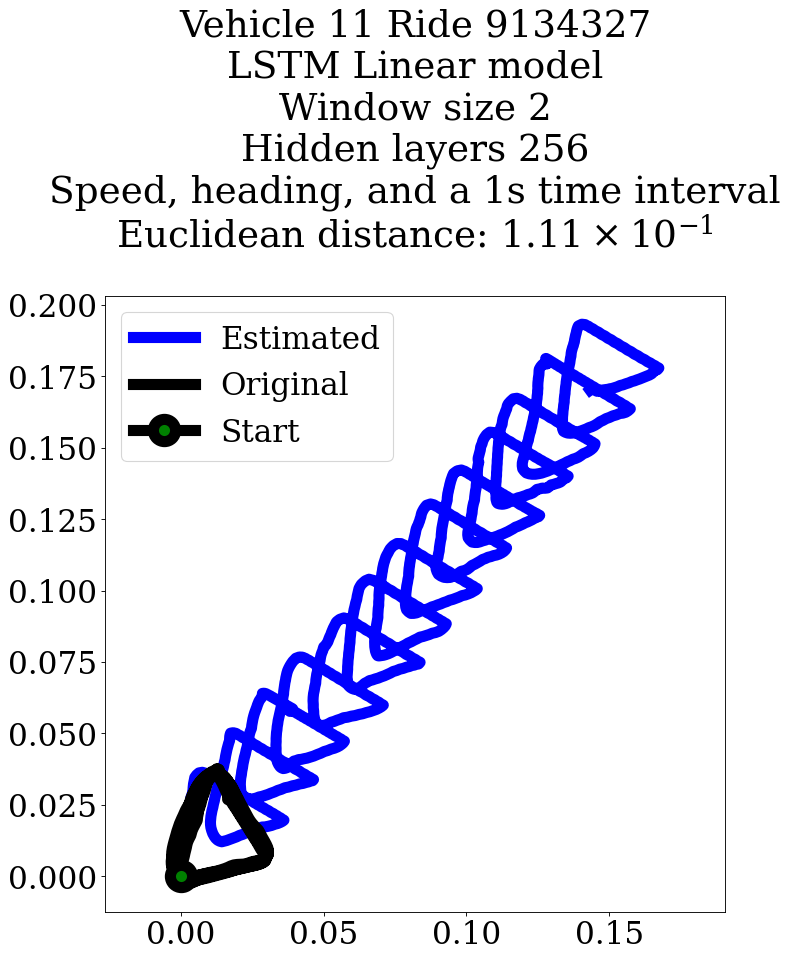 Vehicle 11 Ride 9134327
LSTM Linear model
Window size 2
Hidden layers 256
Speed, heading, and a 1s time interval
Euclidean distance: 1.11 × 10⁻¹
Estimated
Original
Start
0.200
0.175
0.150
0.125
0.100
0.075
0.050
0.025
0.000
0.00 0.05 0.10 0.15